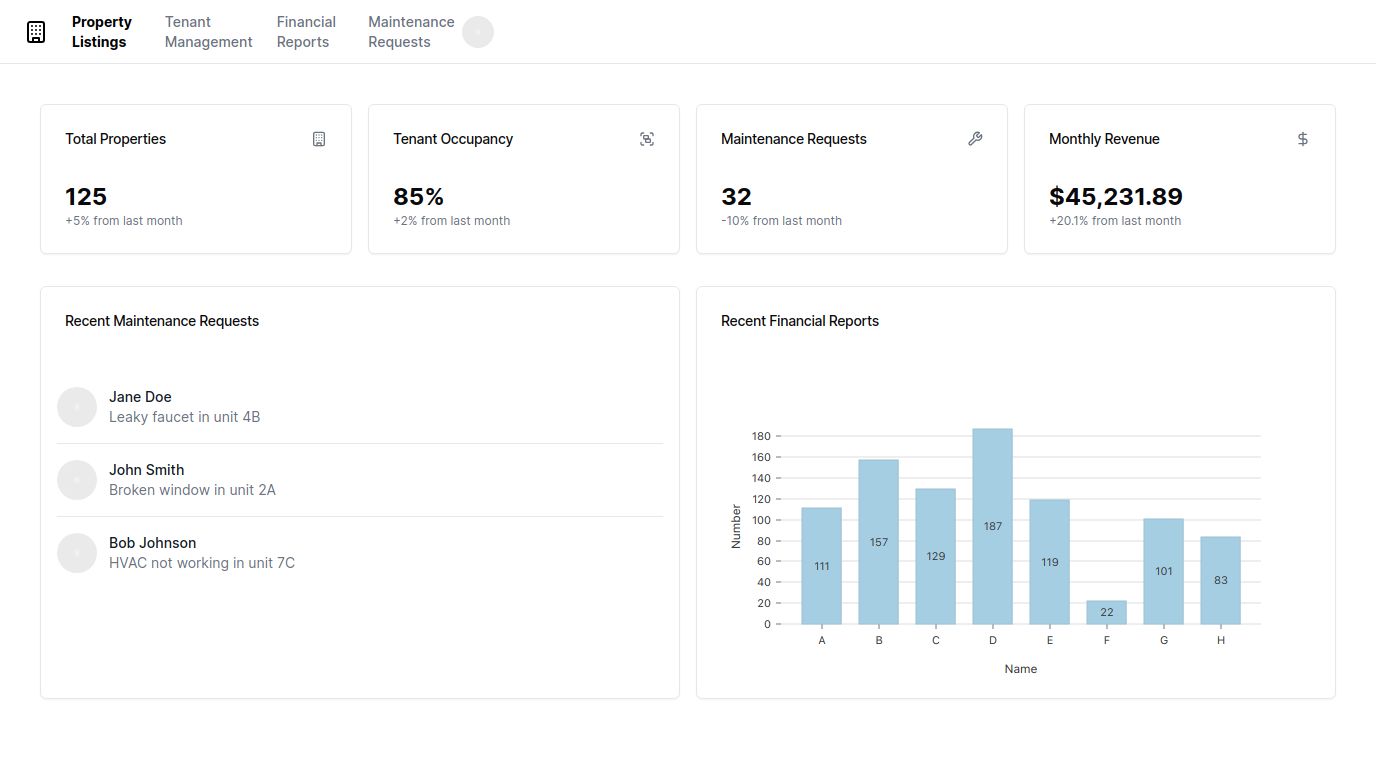 Property
Listings
Tenant
Management
Financial
Reports
Maintenance
Requests
Total Properties
125
+5% from last month
Tenant Occupancy
85%
+2% from last month
Maintenance Requests
32
-10% from last month
Monthly Revenue
$45,231.89
+20.1% from last month
Recent Maintenance Requests
Jane Doe
Leaky faucet in unit 4B
John Smith
Broken window in unit 2A
Bob Johnson
HVAC not working in unit 7C
Recent Financial Reports
Number
180
160
140
120
100
80
60
40
20
0
111
157
129
187
119
22
101
83
A B C D E F G H
Name